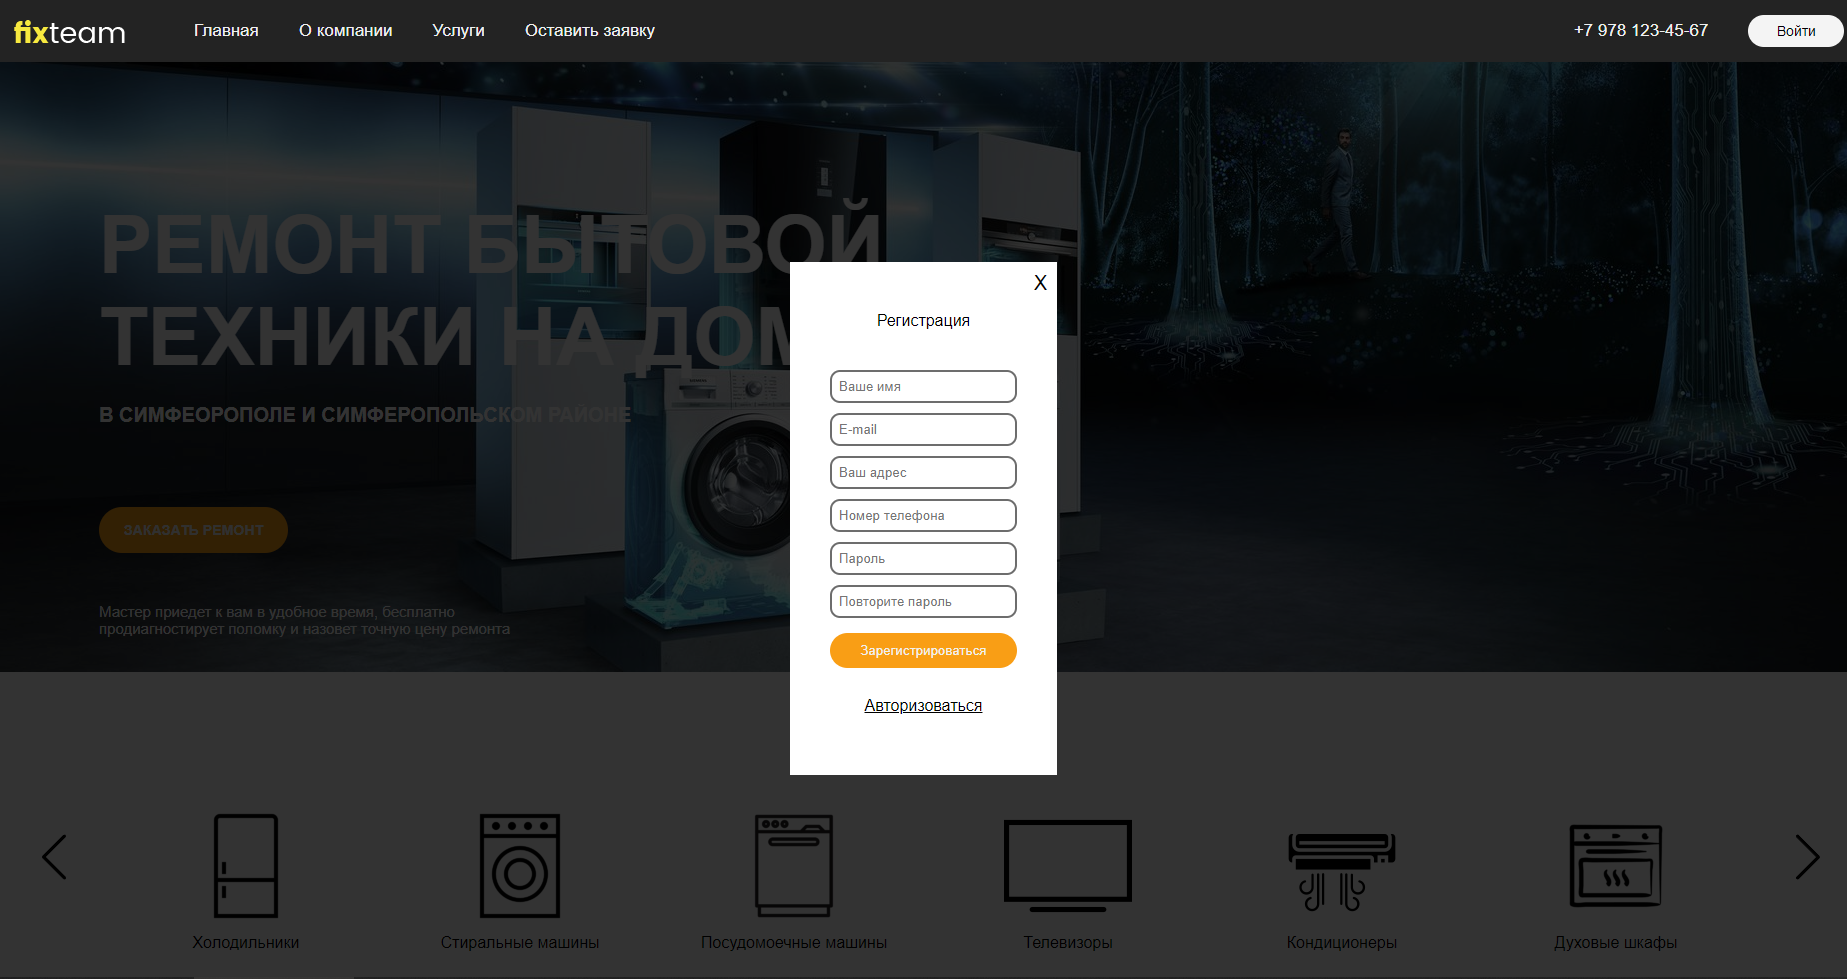 fixteam
Главная
О компании
Услуги
Оставить заявку
+7 978 123-45-67
Войти
РЕМОНТ БЫТОВОЙ
ТЕХНИКИ НА ДОМ
В СИМФЕОРОПОЛЕ И СИМФЕРОПОЛЬСКОМ РАЙОНЕ
ЗАКАЗАТЬ РЕМОНТ
Мастер приедет к вам в удобное время, бесплатно
продиагностирует поломку и назовет точную цену ремонта
X
Регистрация
Ваше имя
E-mail
Ваш адрес
Номер телефона
Пароль
Повторите пароль
Зарегистрироваться
Авторизоваться
Холодильники
Стиральные машины
Посудомоечные машины
Телевизоры
Кондиционеры
Духовые шкафы